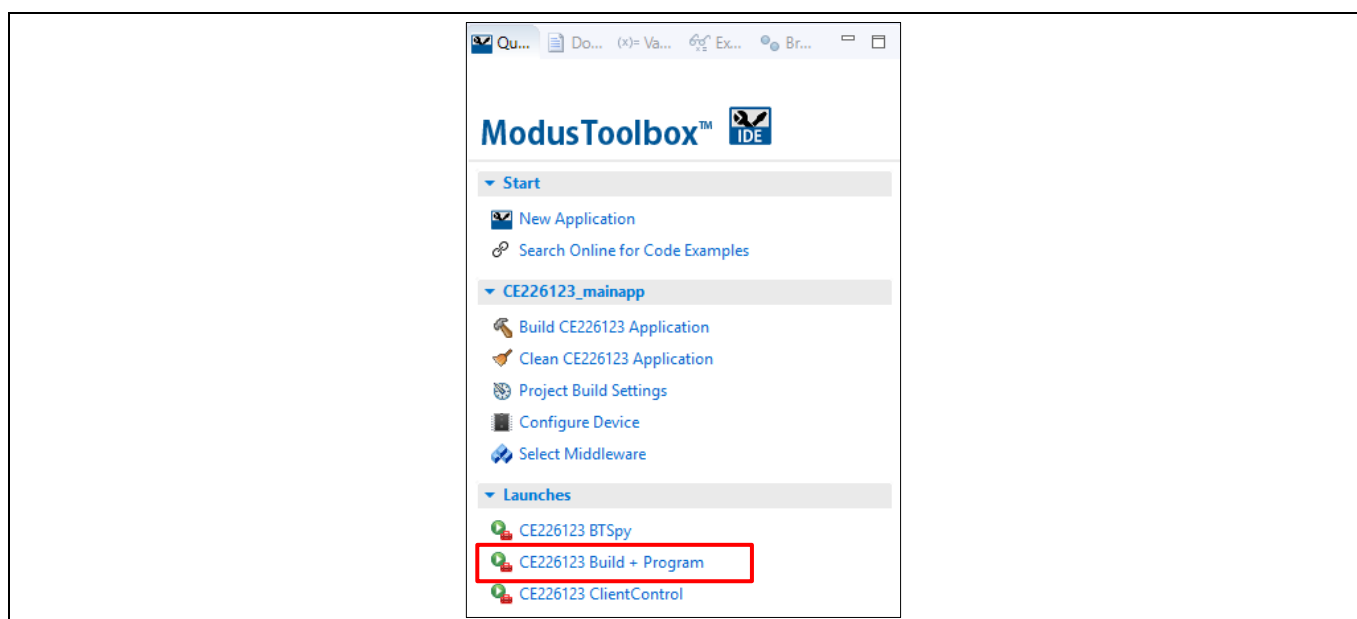 Qu... Do... (x)= Va... Ex... Br...
ModusToolbox™ IDE
Start
New Application
Search Online for Code Examples
CE226123_mainapp
Build CE226123 Application
Clean CE226123 Application
Project Build Settings
Configure Device
Select Middleware
Launches
CE226123 BTSpy
CE226123 Build + Program
CE226123 ClientControl